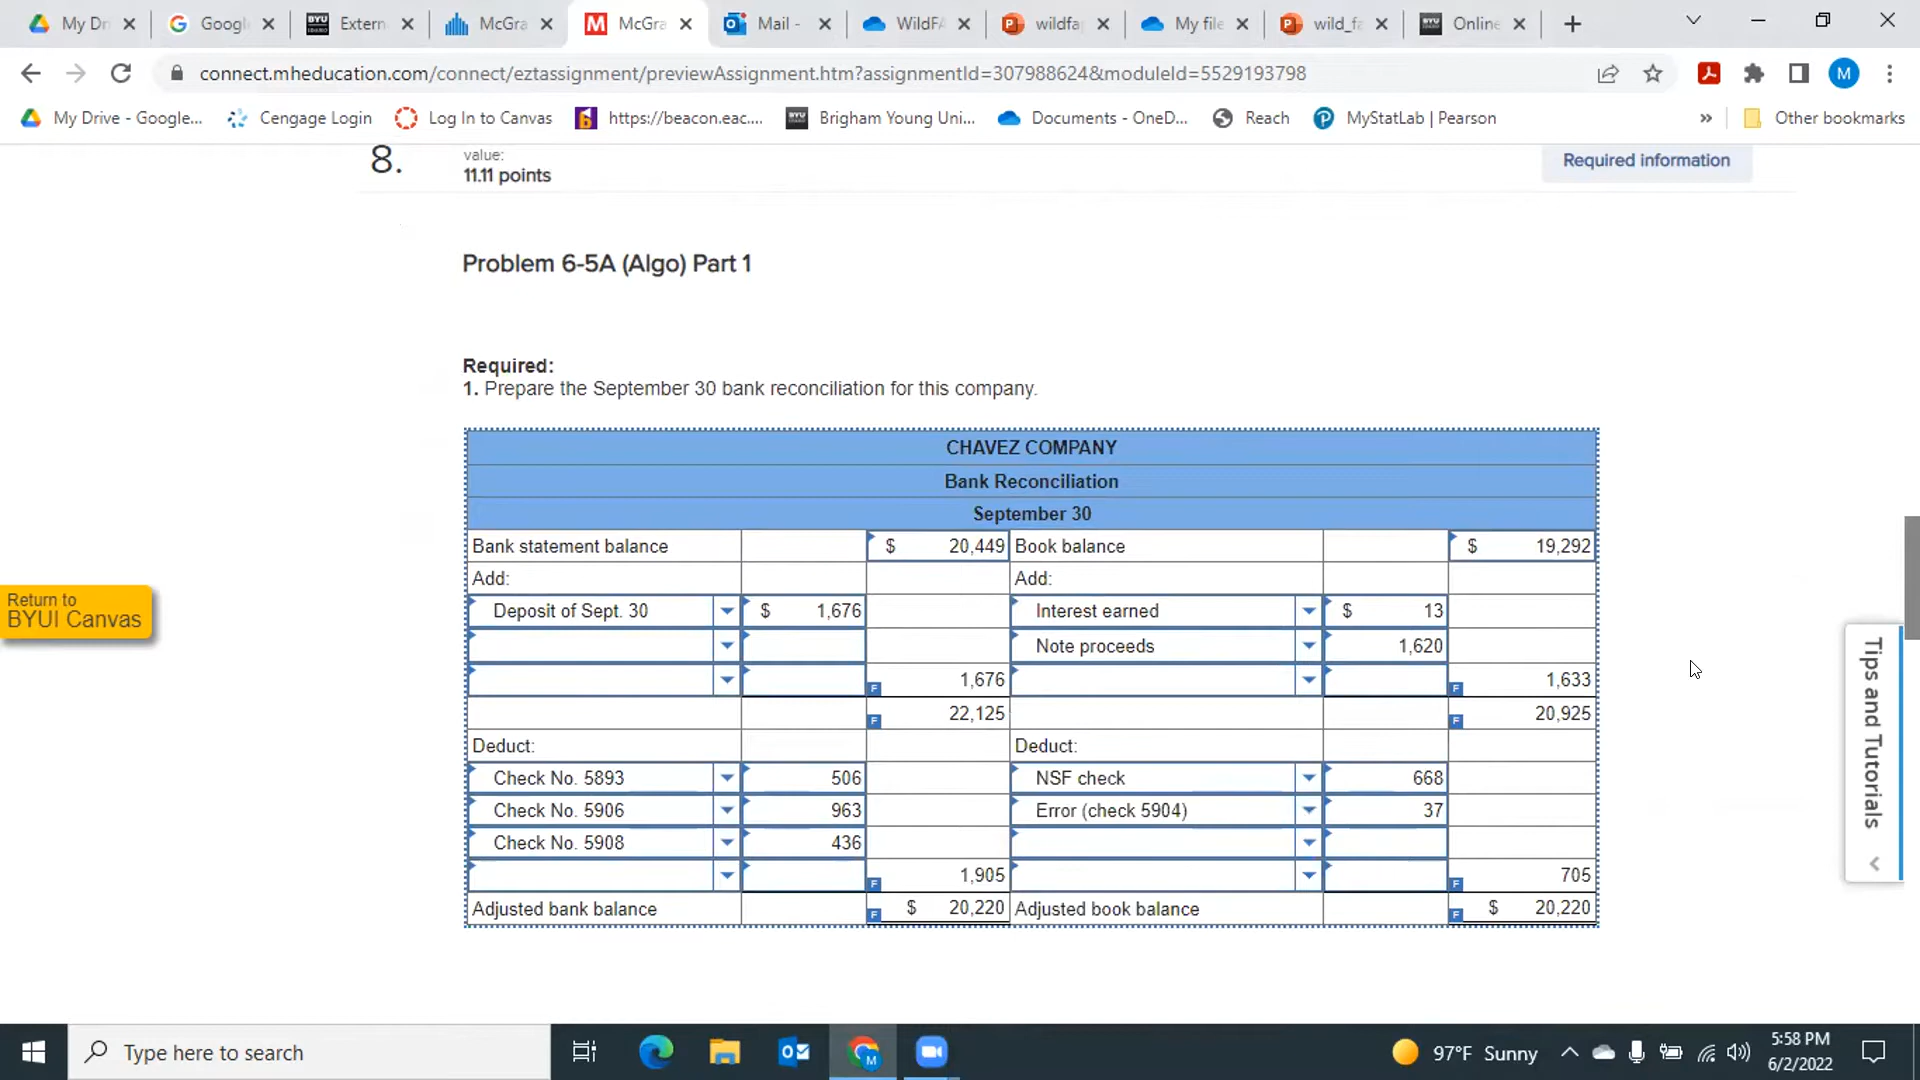 My Dri
Googl
Extern
McGra
McGra
Mail -
WildFA
wildfa
My file
wild_fa
Online
connect.mheducation.com/connect/eztassignment/previewAssignment.htm?assignmentId=307988624&moduleId=5529193798
M
My Drive - Google...
Cengage Login
Log In to Canvas
https://beacon.eac....
Brigham Young Uni...
Documents - OneD...
Reach
MyStatLab | Pearson
»
Other bookmarks
8.
value:
11.11 points
Required information
Problem 6-5A (Algo) Part 1
Required:
1. Prepare the September 30 bank reconciliation for this company.
CHAVEZ COMPANY
Bank Reconciliation
September 30
Bank statement balance $ 20,449 Book balance $ 19,292
Add: Add:
Deposit of Sept. 30 $ 1,676 Interest earned $ 13
Note proceeds 1,620
1,676 1,633
22,125 20,925
Deduct: Deduct:
Check No. 5893 506 NSF check 668
Check No. 5906 963 Error (check 5904) 37
Check No. 5908 436
1,905 705
Adjusted bank balance $ 20,220 Adjusted book balance $ 20,220
Return to
BYUI Canvas
Tips and Tutorials
Type here to search
97°F Sunny
5:58 PM
6/2/2022